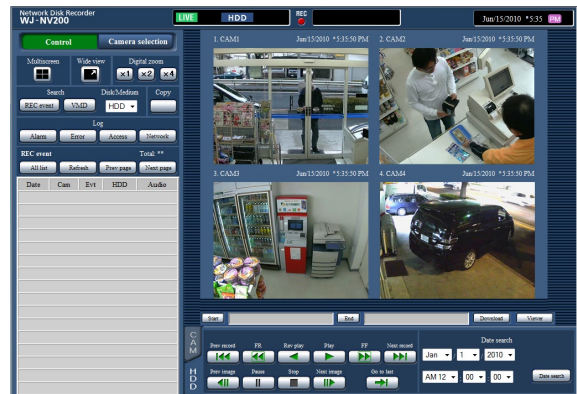 Network Disk Recorder
WJ-NV200
LIVE HDD
REC
Jun/15/2010 *5:35 PM
Control Camera selection
Multiscreen Wide view Digital zoom
×1 ×2 ×4
Search Disk/Medium Copy
REC event VMD HDD
Log
Alarm Error Access Network
REC event Total: **
All list Refresh Prev page Next page
Date Cam Evt HDD Audio
1. CAM1 Jun/15/2010 *5:35:50 PM
2. CAM2 Jun/15/2010 *5:35:50 PM
3. CAM3 Jun/15/2010 *5:35:50 PM
4. CAM4 Jun/15/2010 *5:35:50 PM
Start End Download Viewer
CAM
HDD
Prev record FR Rev play Play FF Next record
Prev image Pause Stop Next image Go to last
Date search
Jan . 1 . 2010
AM 12 : 00 : 00 Date search